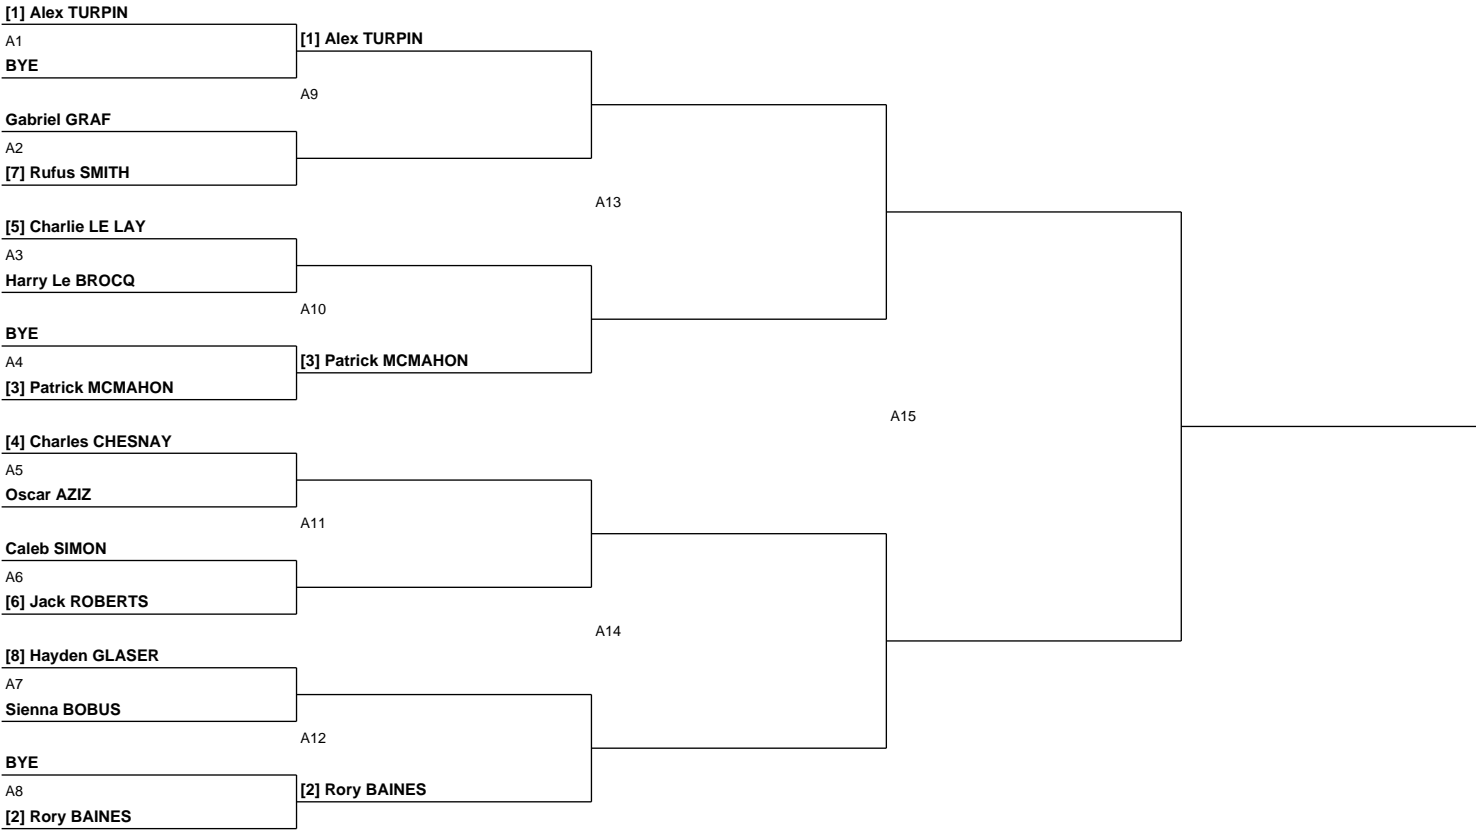 [1] Alex TURPIN
A1
BYE
Gabriel GRAF
A2
[7] Rufus SMITH
[5] Charlie LE LAY
A3
Harry Le BROCQ
BYE
A4
[3] Patrick MCMAHON
[4] Charles CHESNAY
A5
Oscar AZIZ
Caleb SIMON
A6
[6] Jack ROBERTS
[8] Hayden GLASER
A7
Sienna BOBUS
BYE
A8
[2] Rory BAINES
[1] Alex TURPIN
A9
A10
[3] Patrick MCMAHON
A11
A12
[2] Rory BAINES
A13
A14
A15